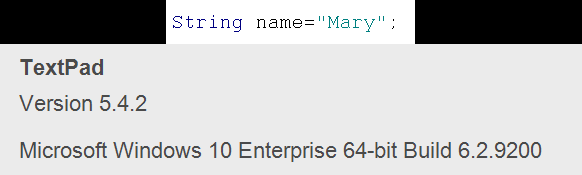 String name="Mary";
TextPad
Version 5.4.2
Microsoft Windows 10 Enterprise 64-bit Build 6.2.9200